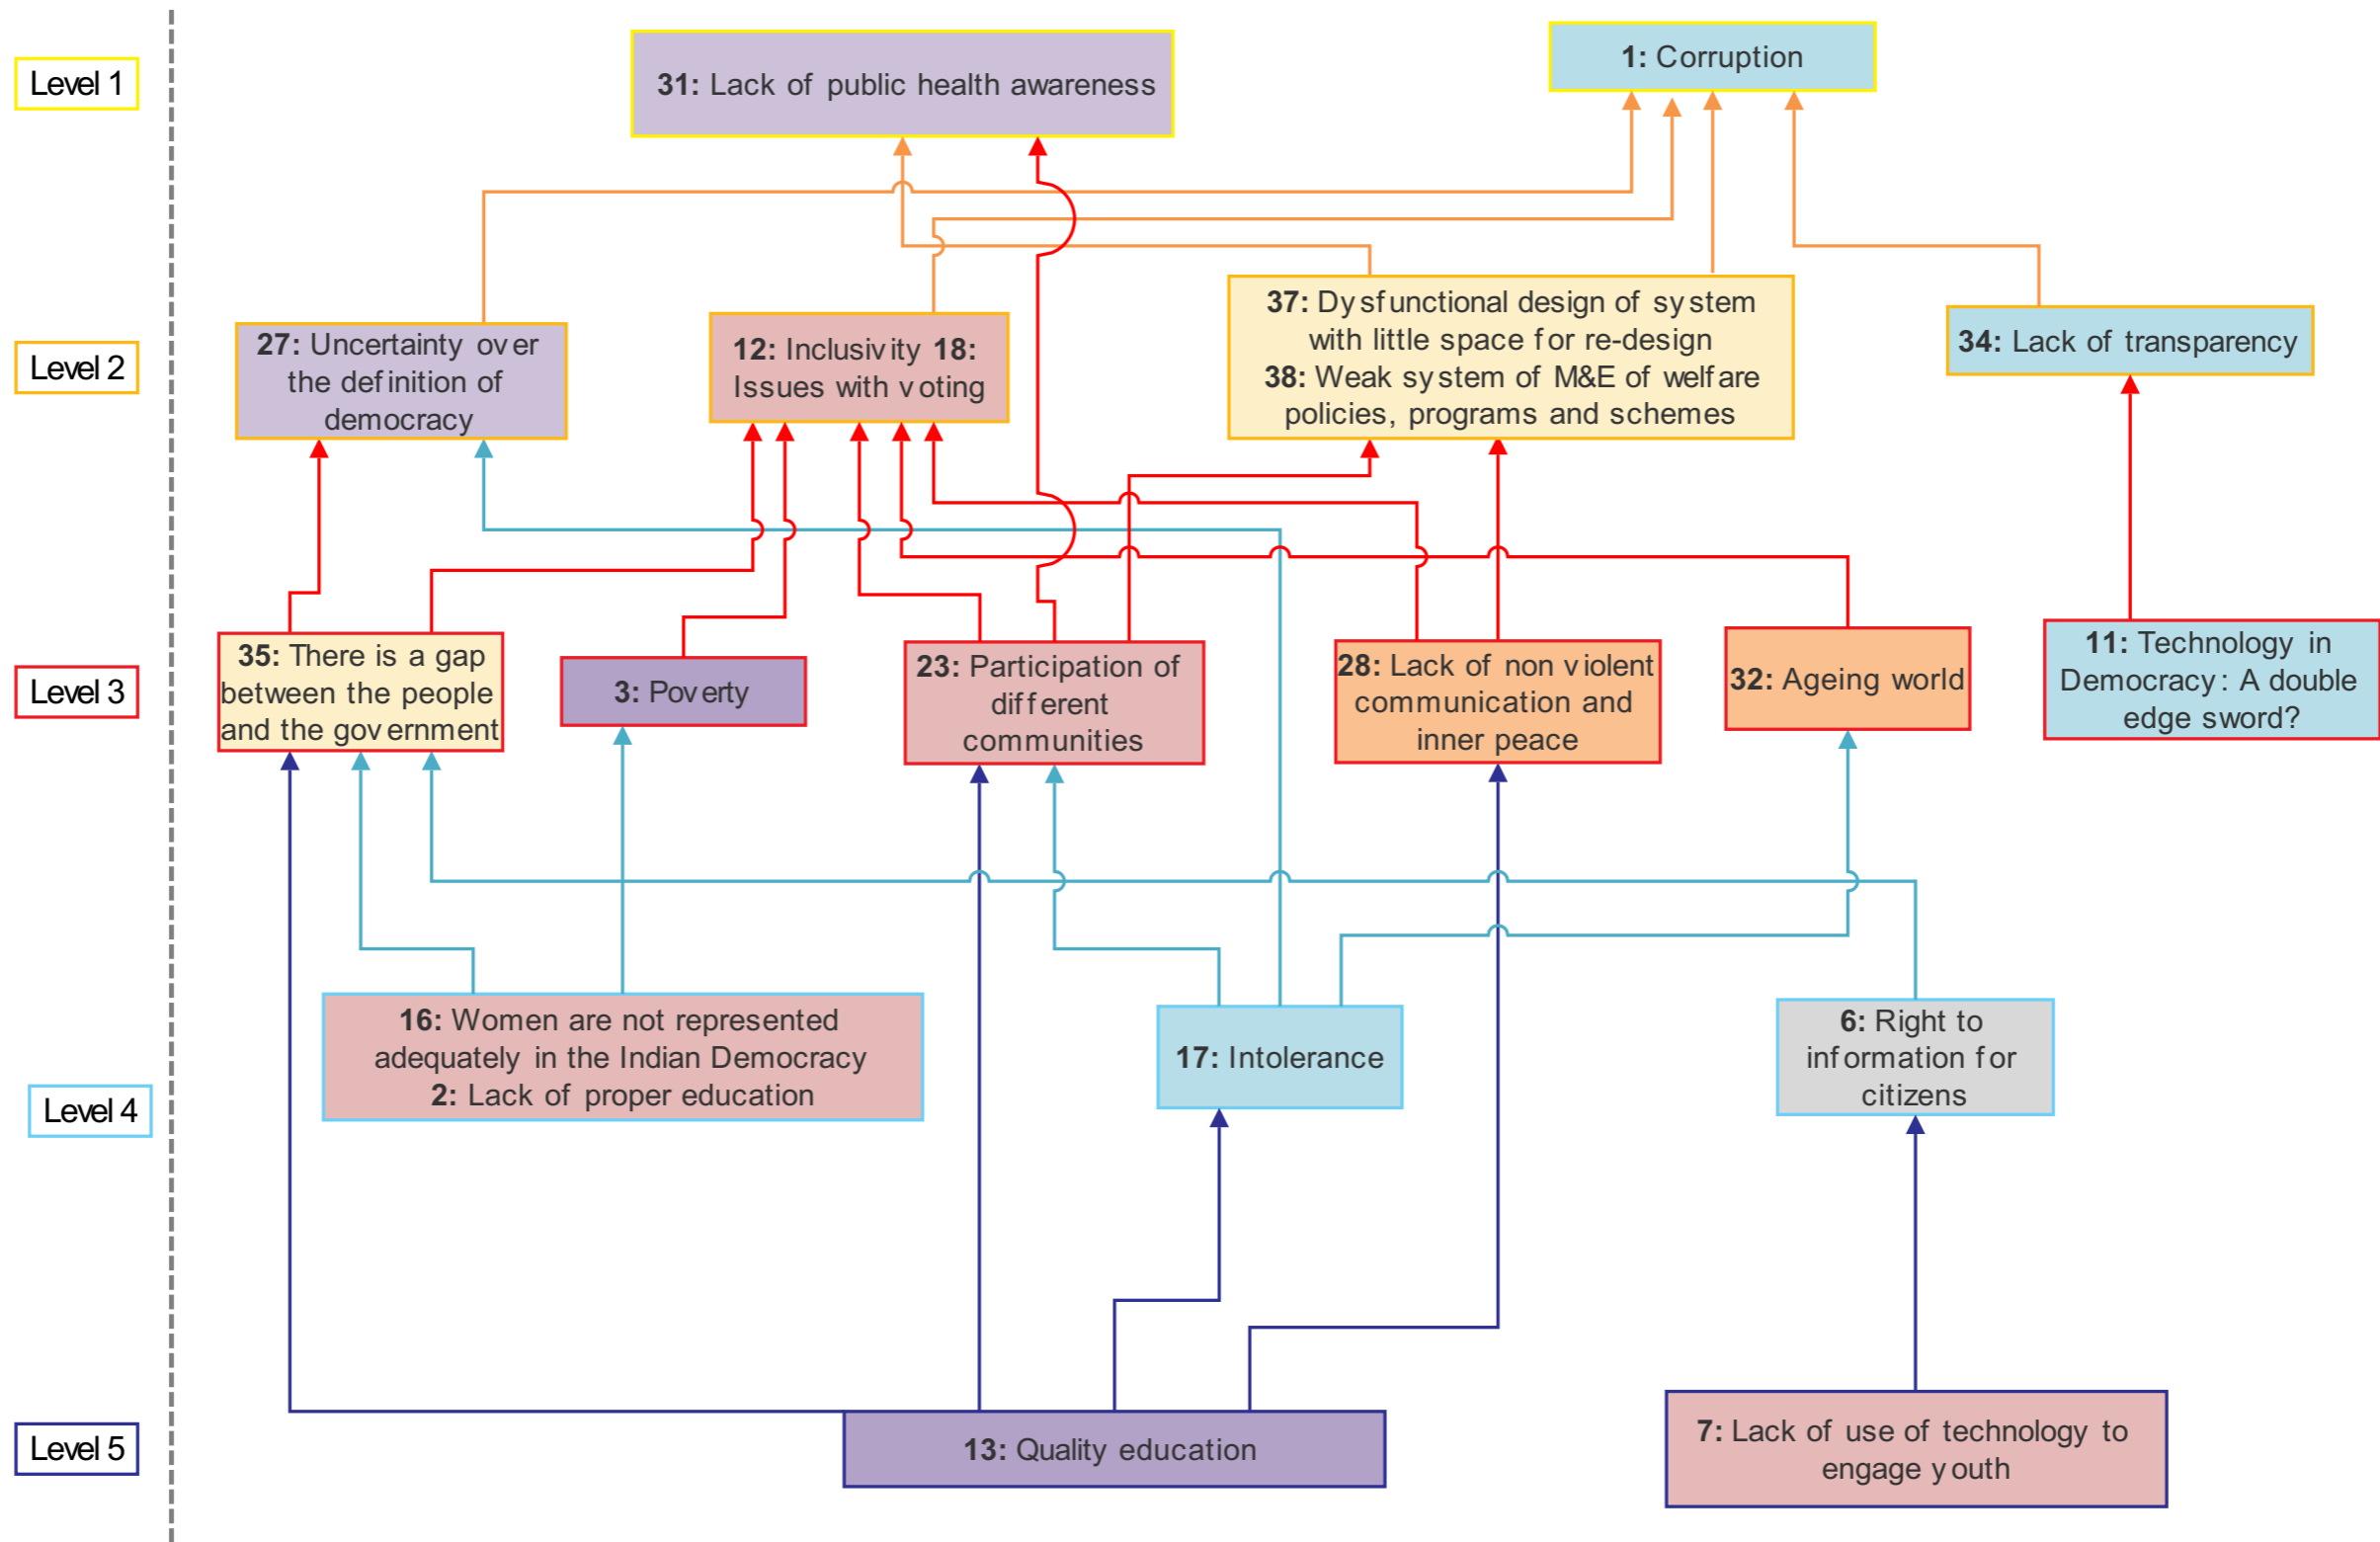 Level 1
31: Lack of public health awareness
1: Corruption
Level 2
27: Uncertainty over
the definition of
democracy
12: Inclusivity 18:
Issues with voting
37: Dysfunctional design of system
with little space for re-design
38: Weak system of M&E of welfare
policies, programs and schemes
34: Lack of transparency
Level 3
35: There is a gap
between the people
and the government
3: Poverty
23: Participation of
different
communities
28: Lack of non violent
communication and
inner peace
32: Ageing world
11: Technology in
Democracy: A double
edge sword?
Level 4
16: Women are not represented
adequately in the Indian Democracy
2: Lack of proper education
17: Intolerance
6: Right to
information for
citizens
Level 5
13: Quality education
7: Lack of use of technology to
engage youth